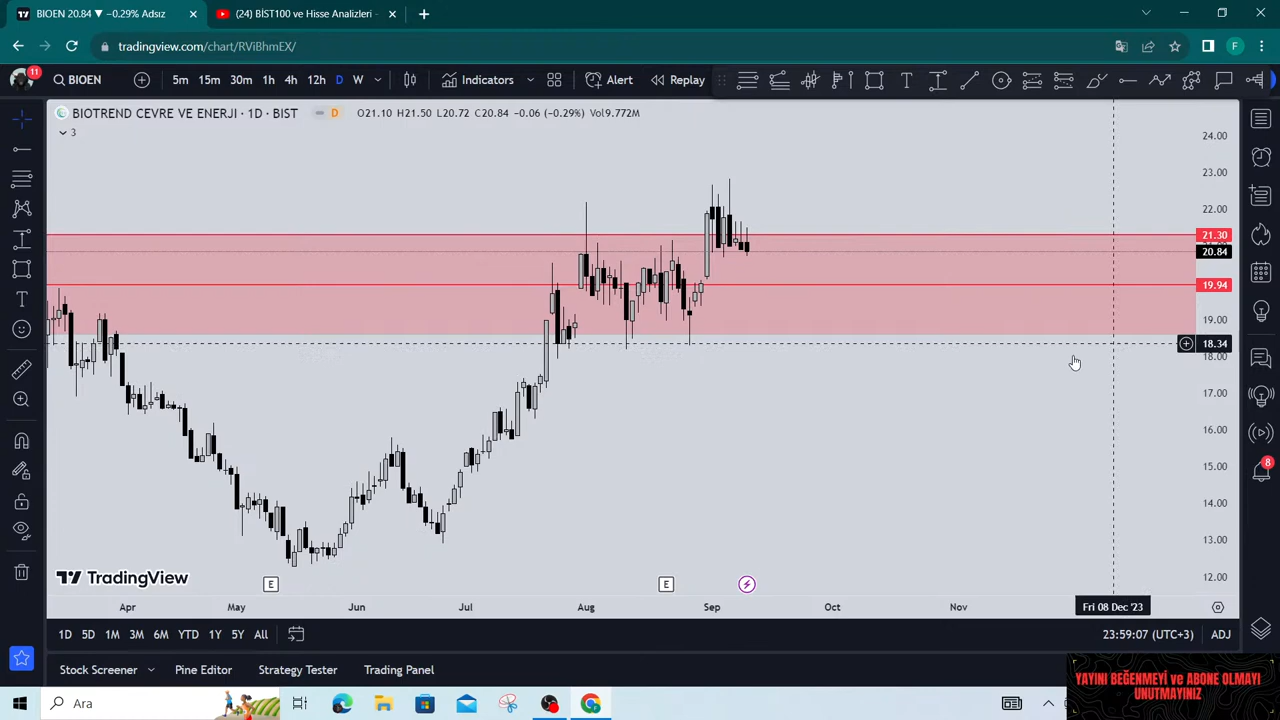 BIOEN 20.84 ▼ −0.29% Adsız
(24) BİST100 ve Hisse Analizleri -
tradingview.com/chart/RViBhmEX/
F
11
BIOEN
5m 15m 30m 1h 4h 12h D W
Indicators
Alert
Replay
BIOTREND CEVRE VE ENERJI · 1D · BIST
D
O21.10 H21.50 L20.72 C20.84 −0.06 (−0.29%) Vol9.772M
3
24.00
23.00
22.00
21.30
20.84
19.94
19.00
18.34
18.00
17.00
16.00
15.00
14.00
13.00
12.00
8
TradingView
E
E
Apr May Jun Jul Aug Sep Oct Nov
Fri 08 Dec '23
1D 5D 1M 3M 6M YTD 1Y 5Y All
23:59:07 (UTC+3) ADJ
Stock Screener Pine Editor Strategy Tester Trading Panel
Ara
YAYINI BEĞENMEYİ ve ABONE OLMAYI
UNUTMAYINIZ